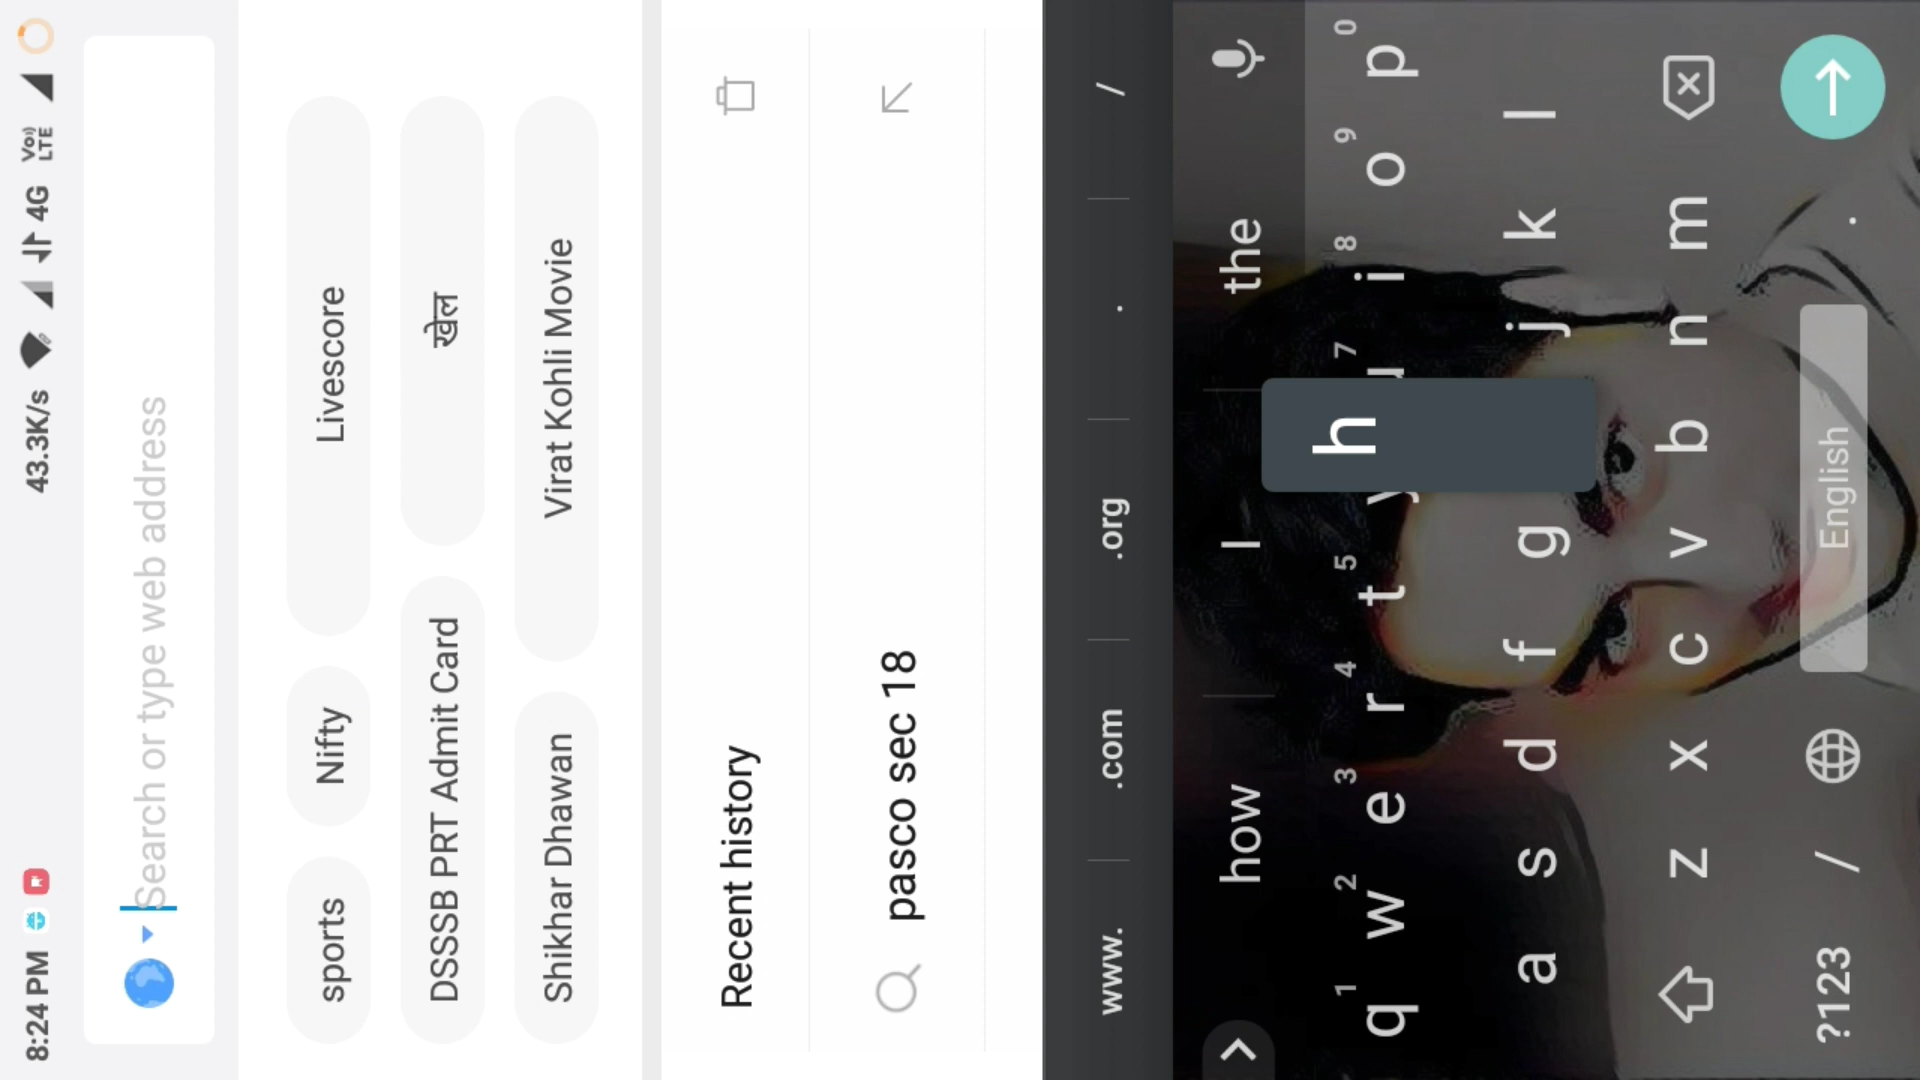 8:24 PM 43.3K/s 4G Vo)) LTE
Search or type web address
sports Nifty Livescore
DSSSB PRT Admit Card खेल
Shikhar Dhawan Virat Kohli Movie
Recent history
pasco sec 18
www. .com .org . /
how I the
1 2 3 4 5 7 8 9 0
q w e r t y u i o p
a s d f g h j k l
z x c v b n m
?123 / English .